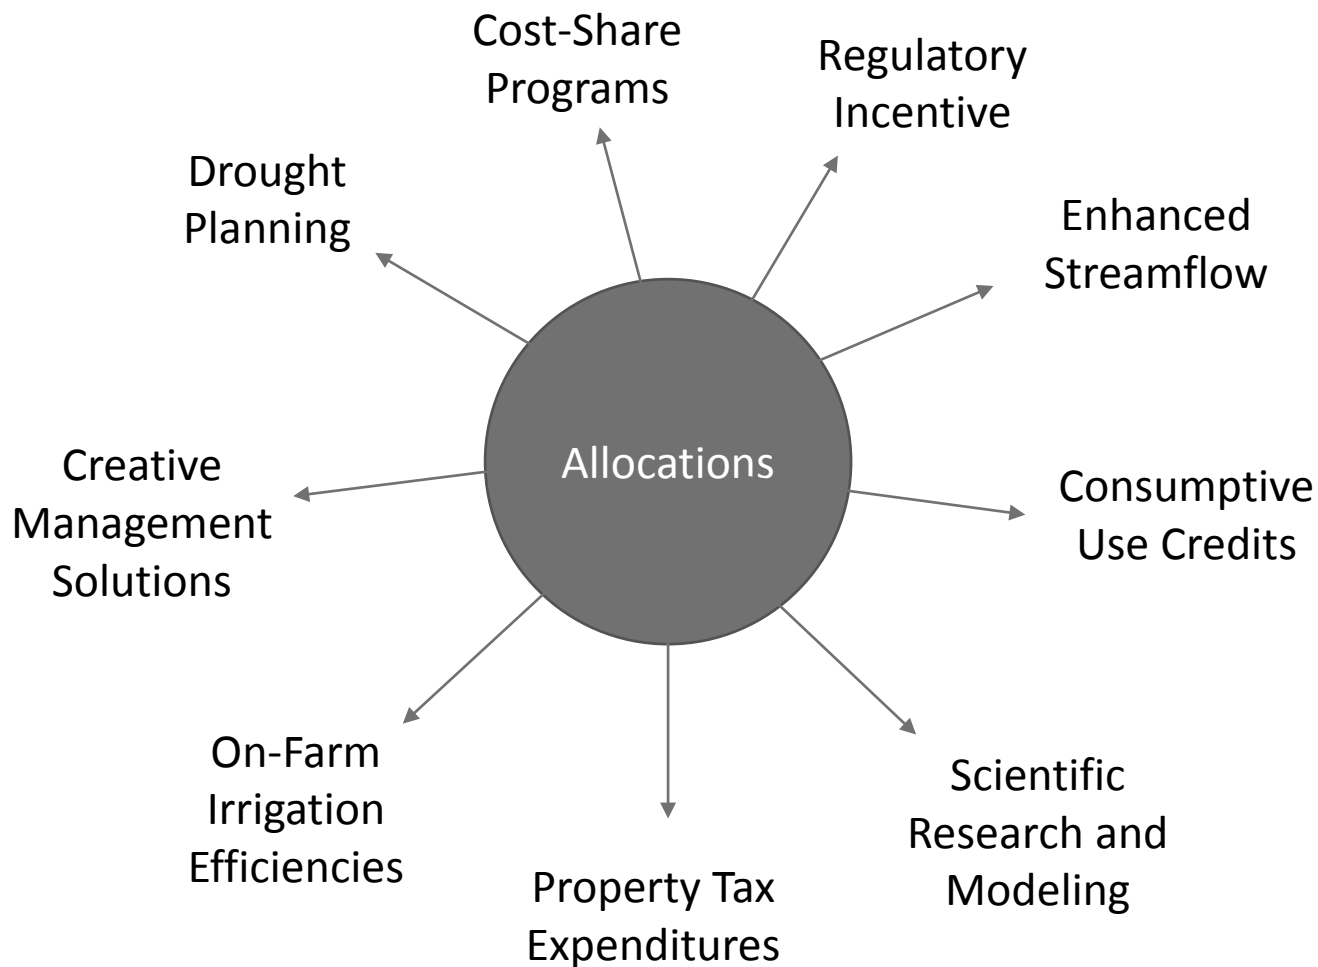 Cost-Share
Programs
Regulatory
Incentive
Drought
Planning
Enhanced
Streamflow
Allocations
Creative
Management
Solutions
Consumptive
Use Credits
On-Farm
Irrigation
Efficiencies
Scientific
Research and
Modeling
Property Tax
Expenditures